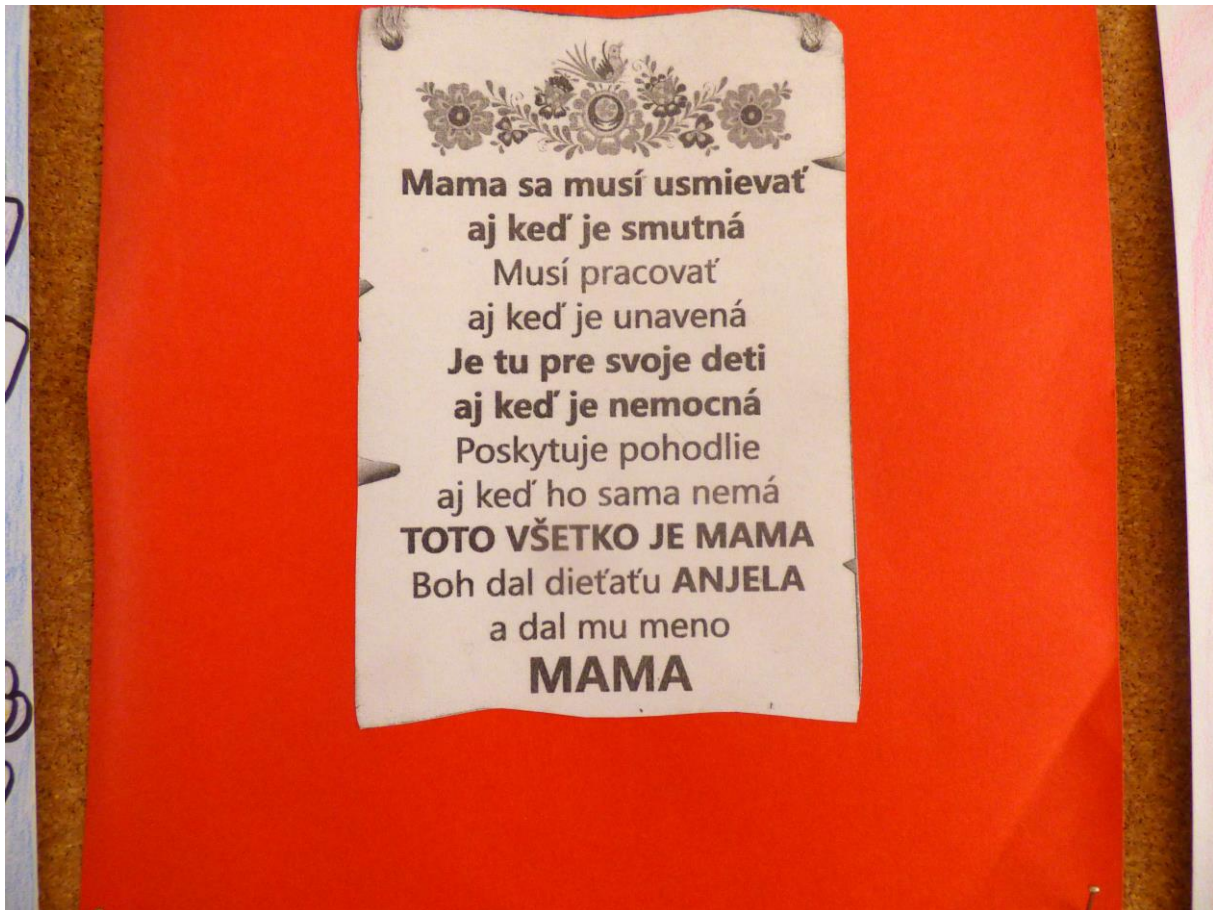 Mama sa musí usmievať
aj keď je smutná
Musí pracovať
aj keď je unavená
Je tu pre svoje deti
aj keď je nemocná
Poskytuje pohodlie
aj keď ho sama nemá
TOTO VŠETKO JE MAMA
Boh dal dieťaťu ANJELA
a dal mu meno
MAMA